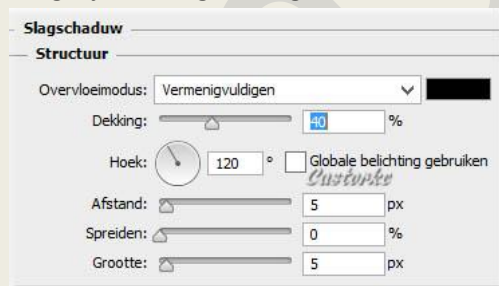 Slagschaduw
Structuur
Overvloeimodus: Vermenigvuldigen
Dekking: 40 %
Hoek: 120 ° Globale belichting gebruiken
Custorke
Afstand: 5 px
Spreiden: 0 %
Grootte: 5 px